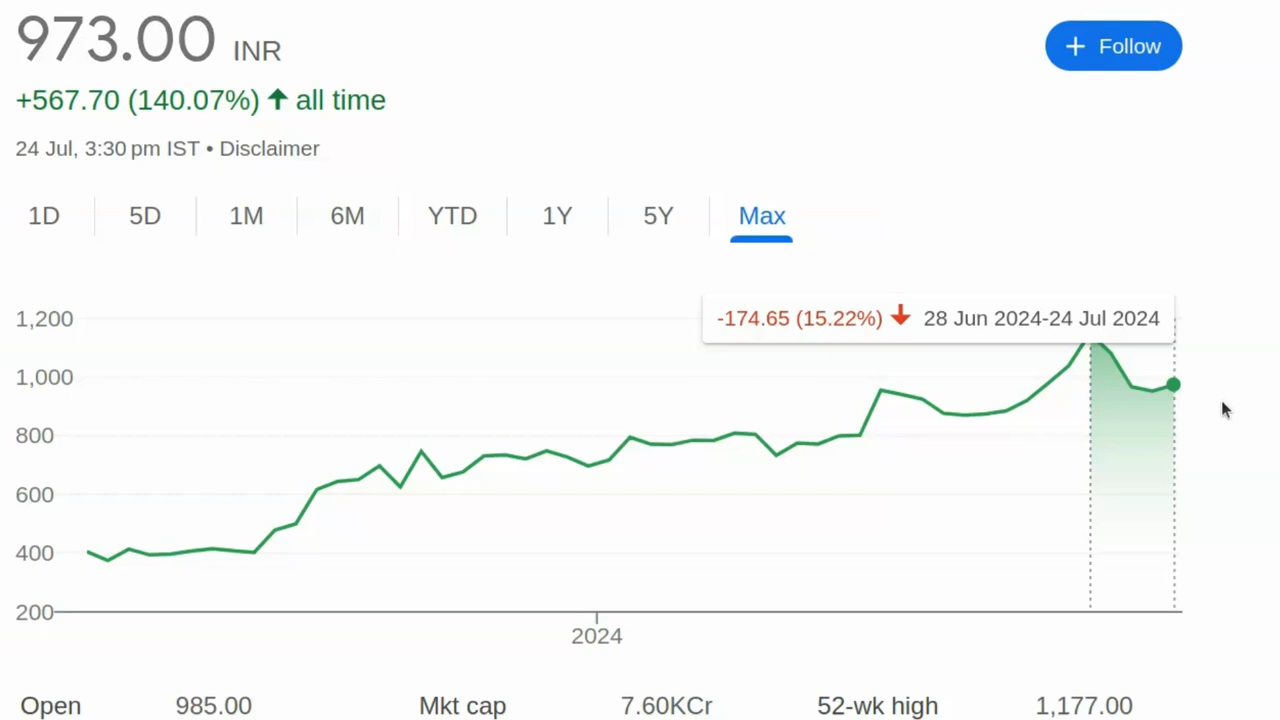 973.00 INR
+ Follow
+567.70 (140.07%) ↑ all time
24 Jul, 3:30 pm IST • Disclaimer
1D 5D 1M 6M YTD 1Y 5Y Max
-174.65 (15.22%) ↓ 28 Jun 2024-24 Jul 2024
1,200
1,000
800
600
400
200
2024
Open 985.00 Mkt cap 7.60KCr 52-wk high 1,177.00